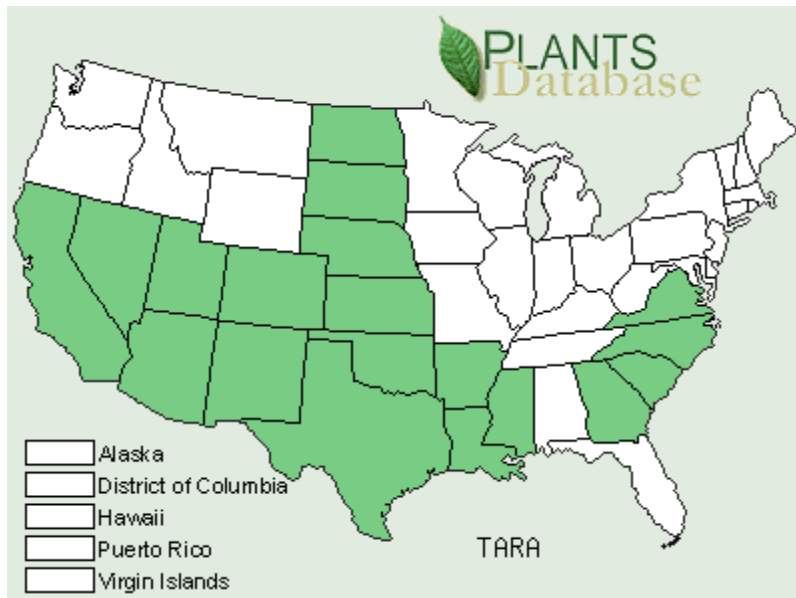 PLANTS
Database
Alaska
District of Columbia
Hawaii
Puerto Rico
Virgin Islands
TARA